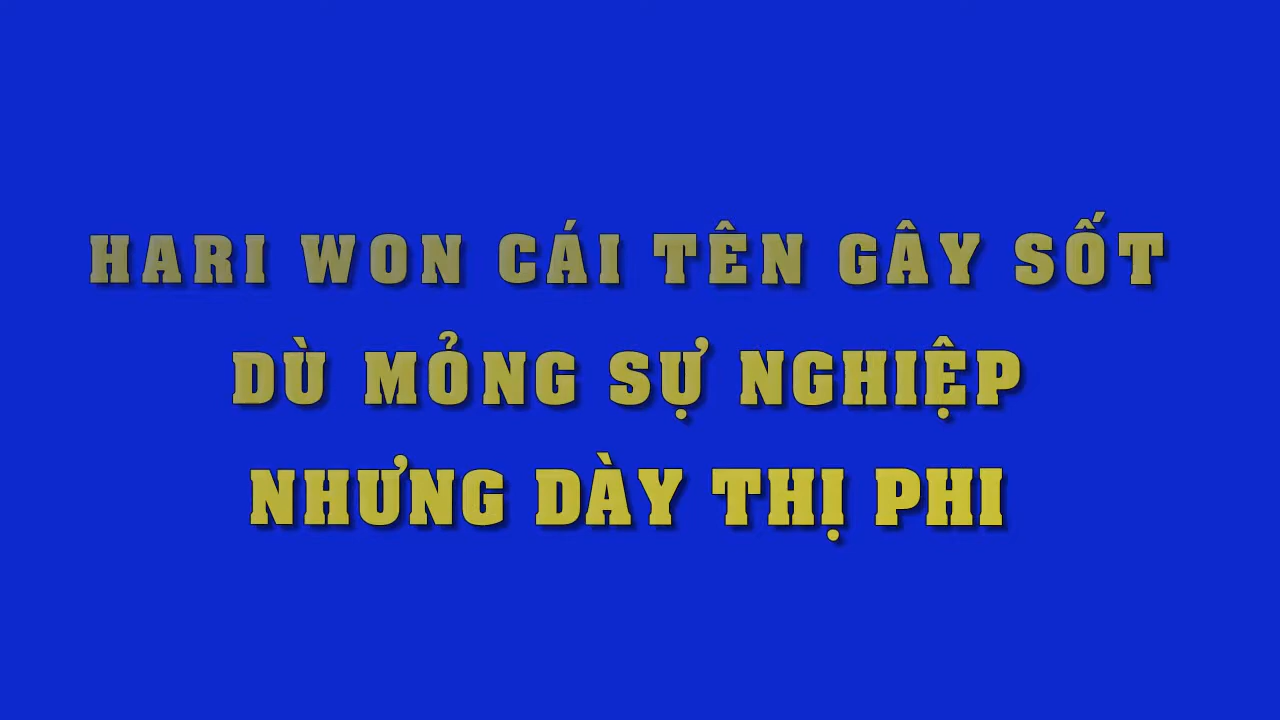 HARI WON CÁI TÊN GÂY SỐT
DÙ MỎNG SỰ NGHIỆP
NHƯNG DÀY THỊ PHI